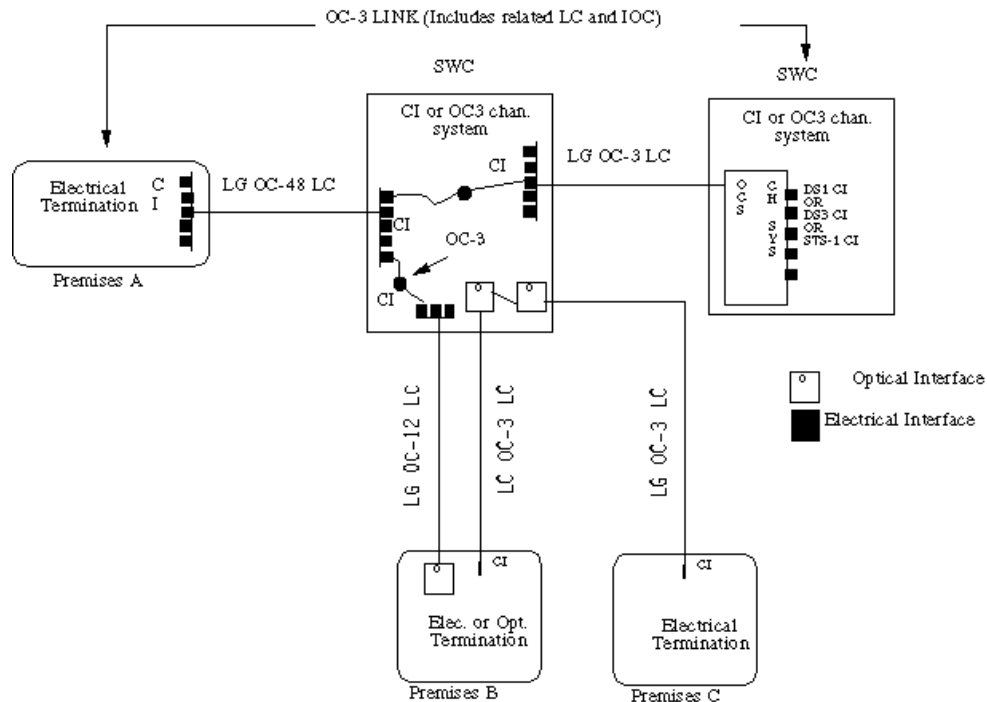 OC-3 LINK (Includes related LC and IOC)
SWC
SWC
CI or OC3 chan.
system
CI or OC3 chan.
system
Electrical
Termination
C
I
LG OC-48 LC
CI
LG OC-3 LC
O
C
S
C
H
S
Y
S
DS1 CI
OR
DS3 CI
OR
STS-1 CI
CI
OC-3
CI
Premises A
Optical Interface
Electrical Interface
LG OC-12 LC
LC OC-3 LC
LG OC-3 LC
CI
CI
Elec. or Opt.
Termination
Electrical
Termination
Premises B
Premises C